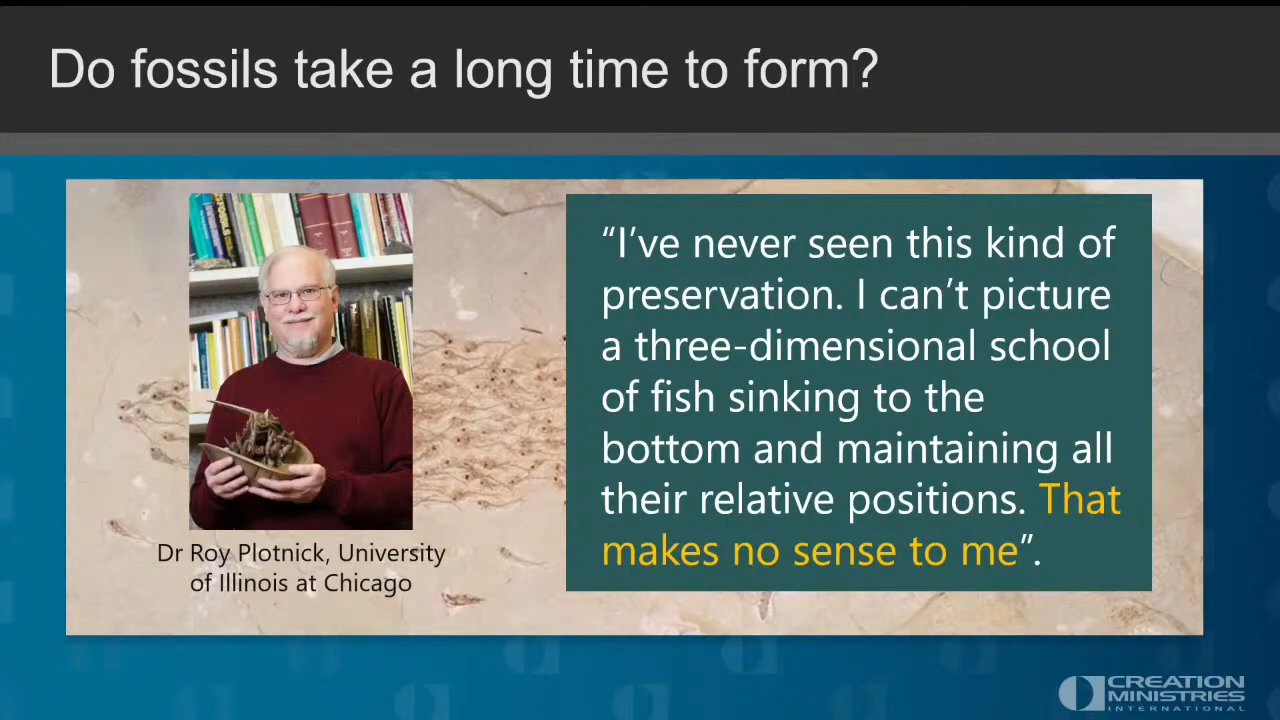 Do fossils take a long time to form?
“I’ve never seen this kind of
preservation. I can’t picture
a three-dimensional school
of fish sinking to the
bottom and maintaining all
their relative positions. That
makes no sense to me”.
Dr Roy Plotnick, University
of Illinois at Chicago
CREATION
MINISTRIES
INTERNATIONAL